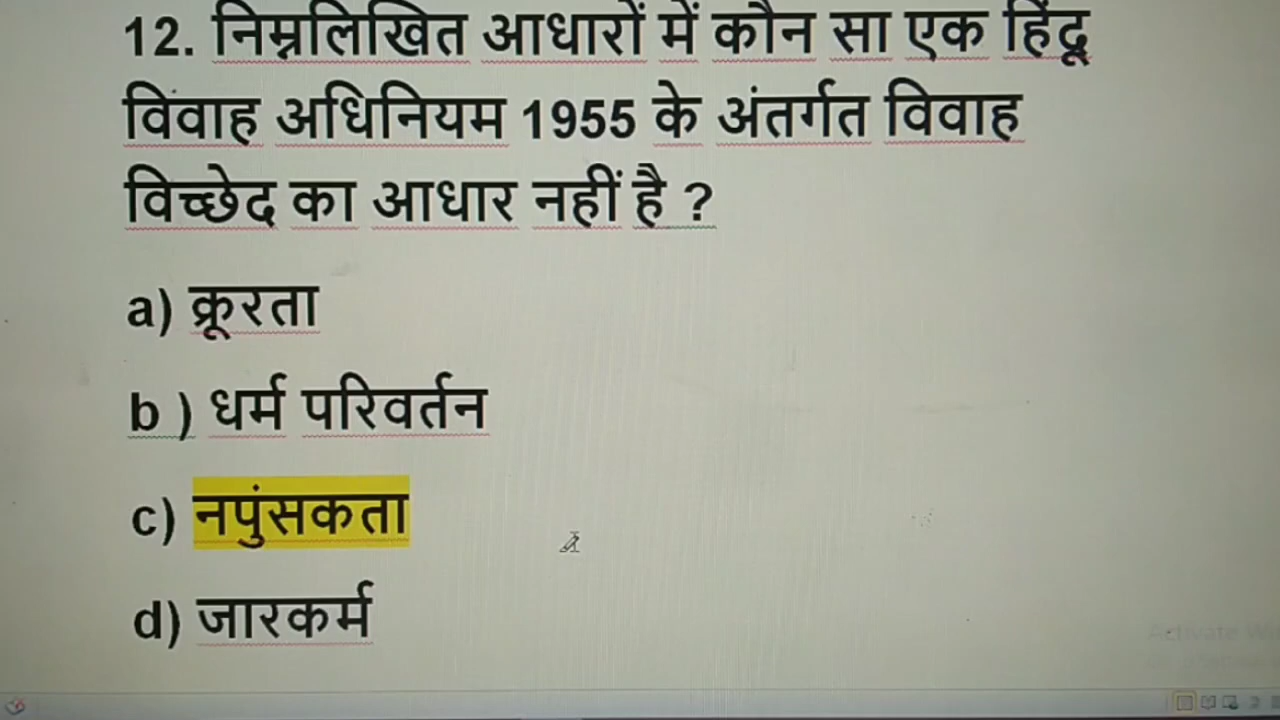 12. निम्नलिखित आधारों में कौन सा एक हिंदू
विवाह अधिनियम 1955 के अंतर्गत विवाह
विच्छेद का आधार नहीं है ?
a) क्रूरता
b ) धर्म परिवर्तन
c) नपुंसकता
d) जारकर्म
Activate